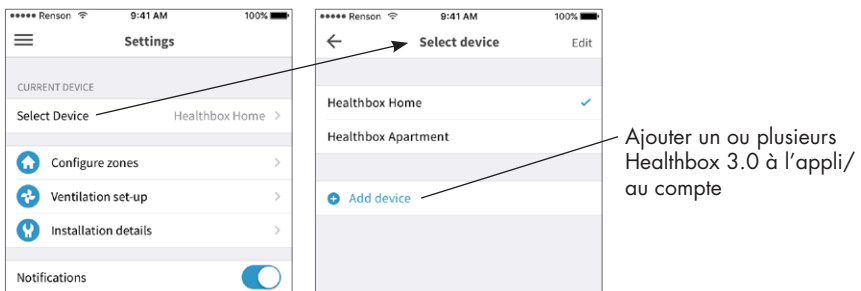 Renson 9:41 AM 100%
Settings
CURRENT DEVICE
Select Device Healthbox Home
Configure zones
Ventilation set-up
Installation details
Notifications
Renson 9:41 AM 100%
Select device Edit
Healthbox Home
Healthbox Apartment
Add device
Ajouter un ou plusieurs
Healthbox 3.0 à l’appli/
au compte